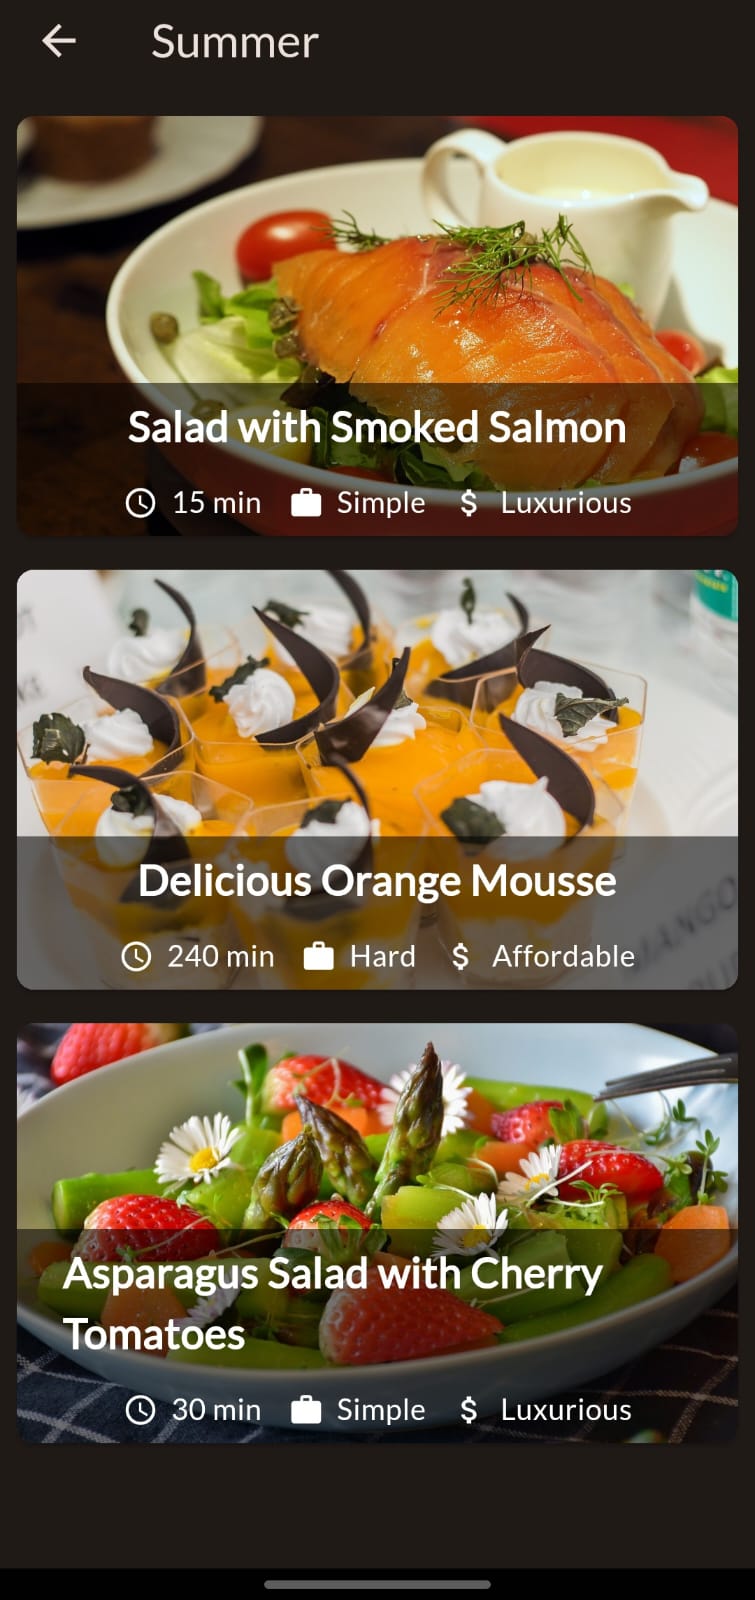 Summer
Salad with Smoked Salmon
15 min Simple $ Luxurious
Delicious Orange Mousse
240 min Hard $ Affordable
MANGO
Asparagus Salad with Cherry
Tomatoes
30 min Simple $ Luxurious